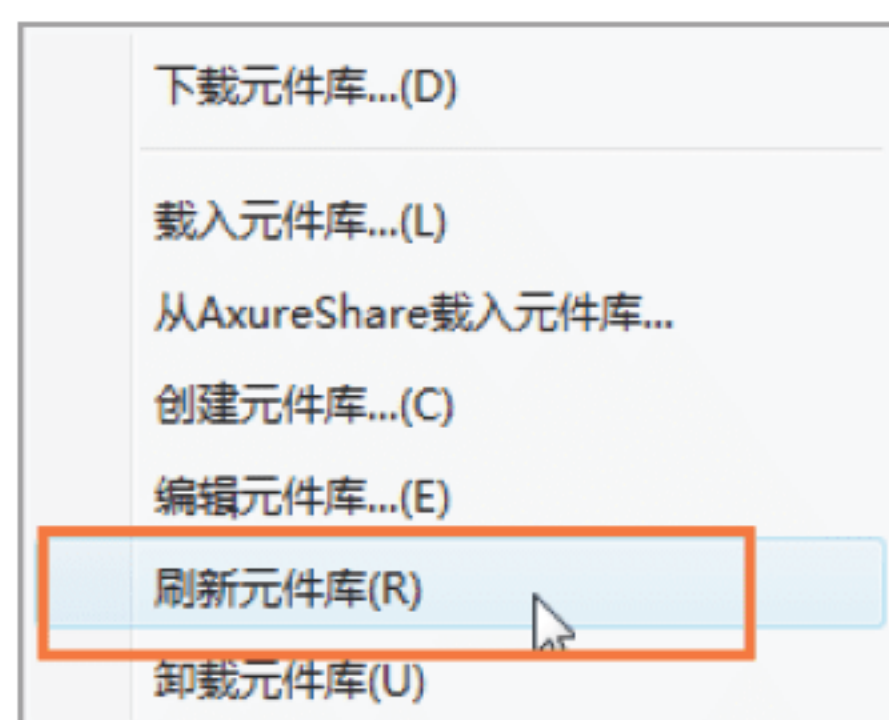 下载元件库...(D)
载入元件库...(L)
从AxureShare载入元件库...
创建元件库...(C)
编辑元件库...(E)
刷新元件库(R)
卸载元件库(U)